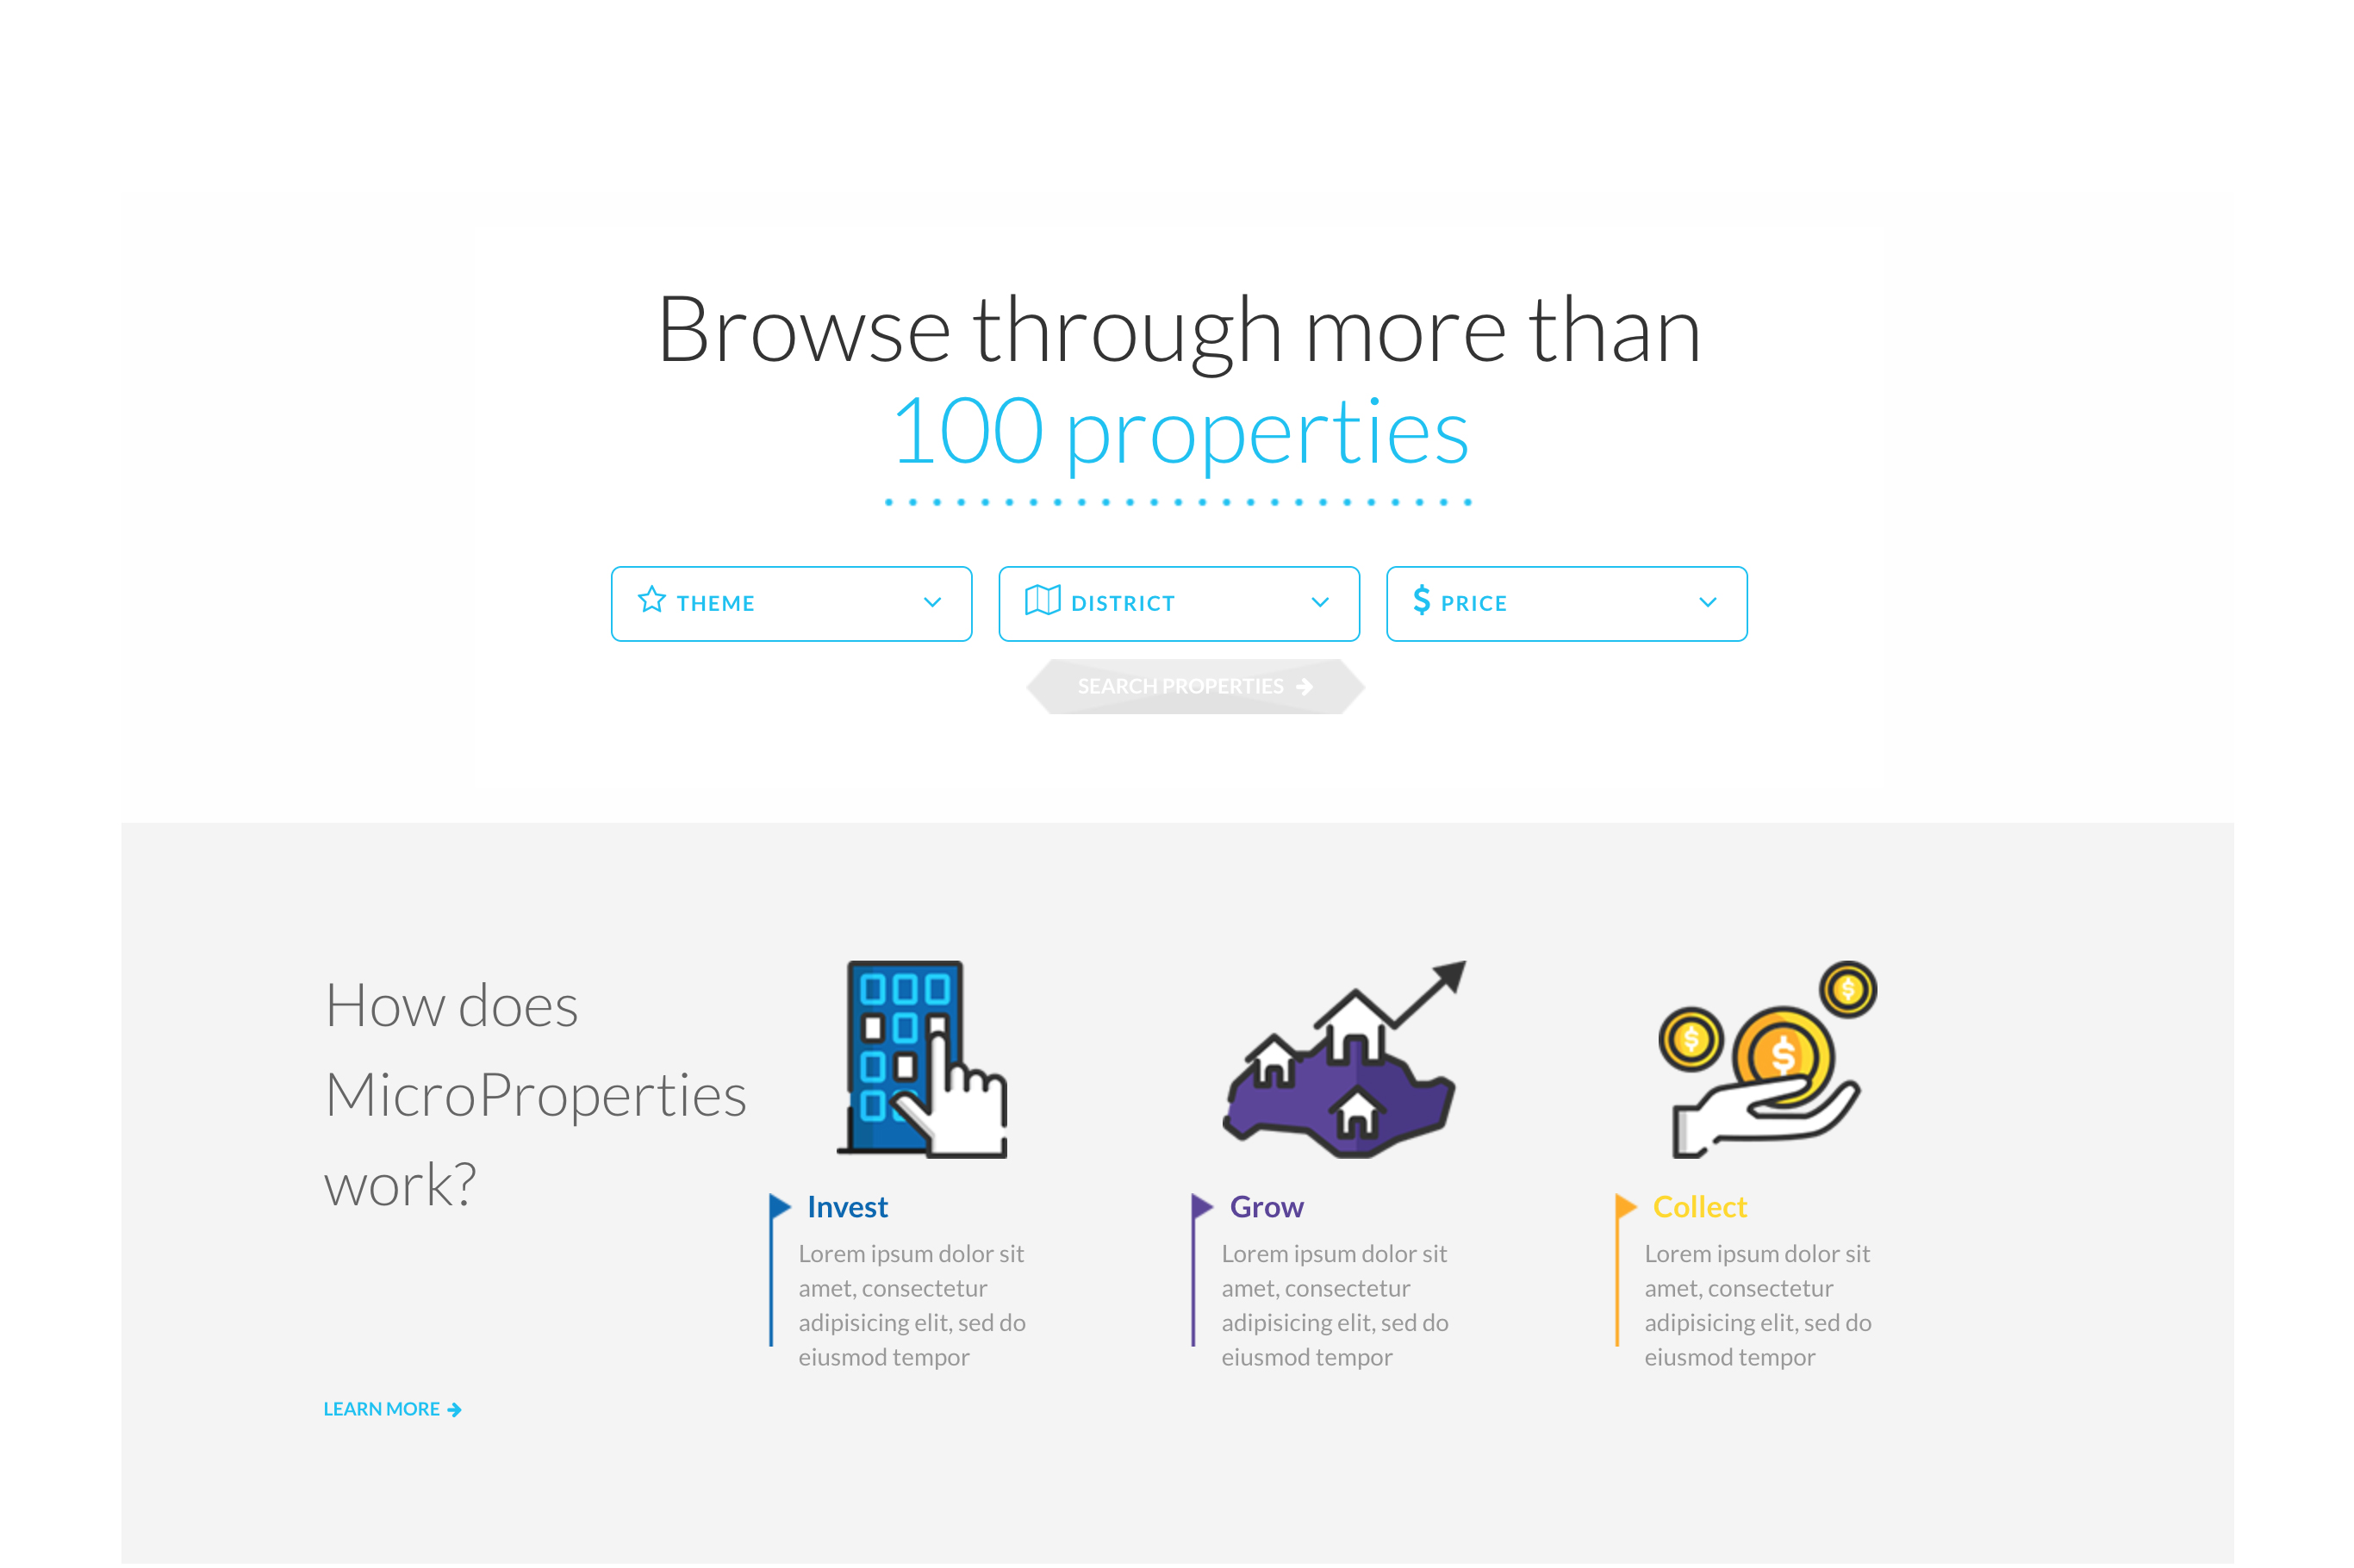 Browse through more than
100 properties
THEME
DISTRICT
$ PRICE
SEARCH PROPERTIES
How does
MicroProperties
work?
LEARN MORE
$
$
$
Invest
Lorem ipsum dolor sit
amet, consectetur
adipisicing elit, sed do
eiusmod tempor
Grow
Lorem ipsum dolor sit
amet, consectetur
adipisicing elit, sed do
eiusmod tempor
Collect
Lorem ipsum dolor sit
amet, consectetur
adipisicing elit, sed do
eiusmod tempor